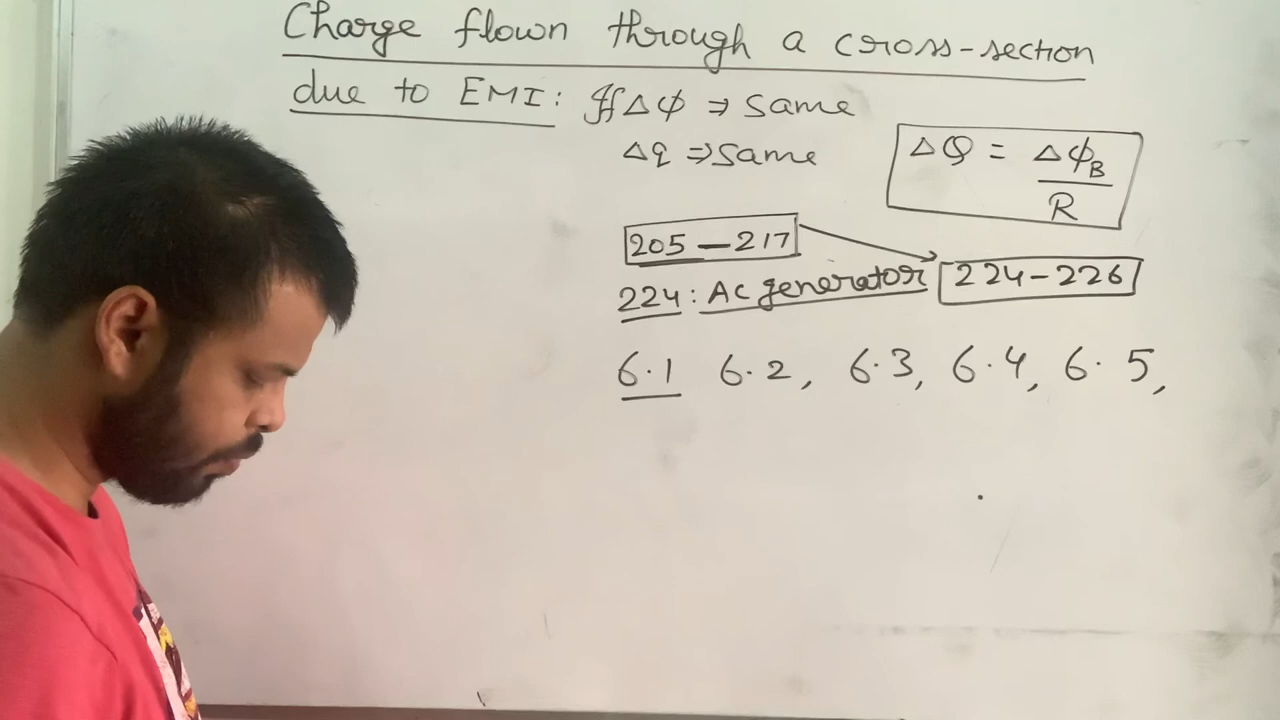 Charge flown through a cross-section
due to EMI: If Δφ ⇒ same
Δq ⇒ same
ΔQ = Δφ_B / R
205 — 217
224 : AC generator 224-226
6.1 6.2, 6.3, 6.4, 6.5,